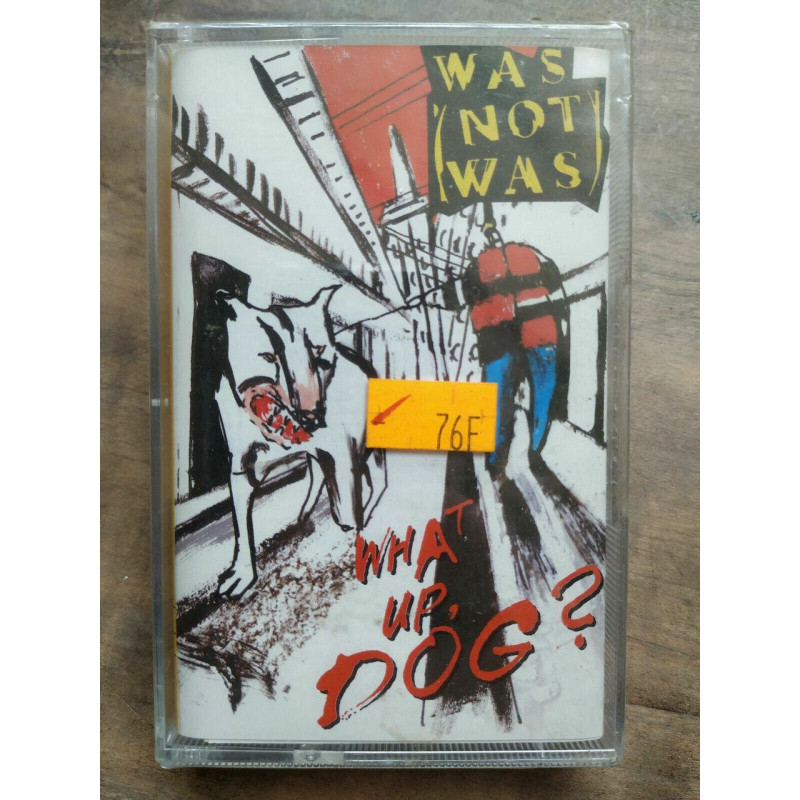 WAS
(NOT
WAS)
76F
WHAT
UP,
DOG?